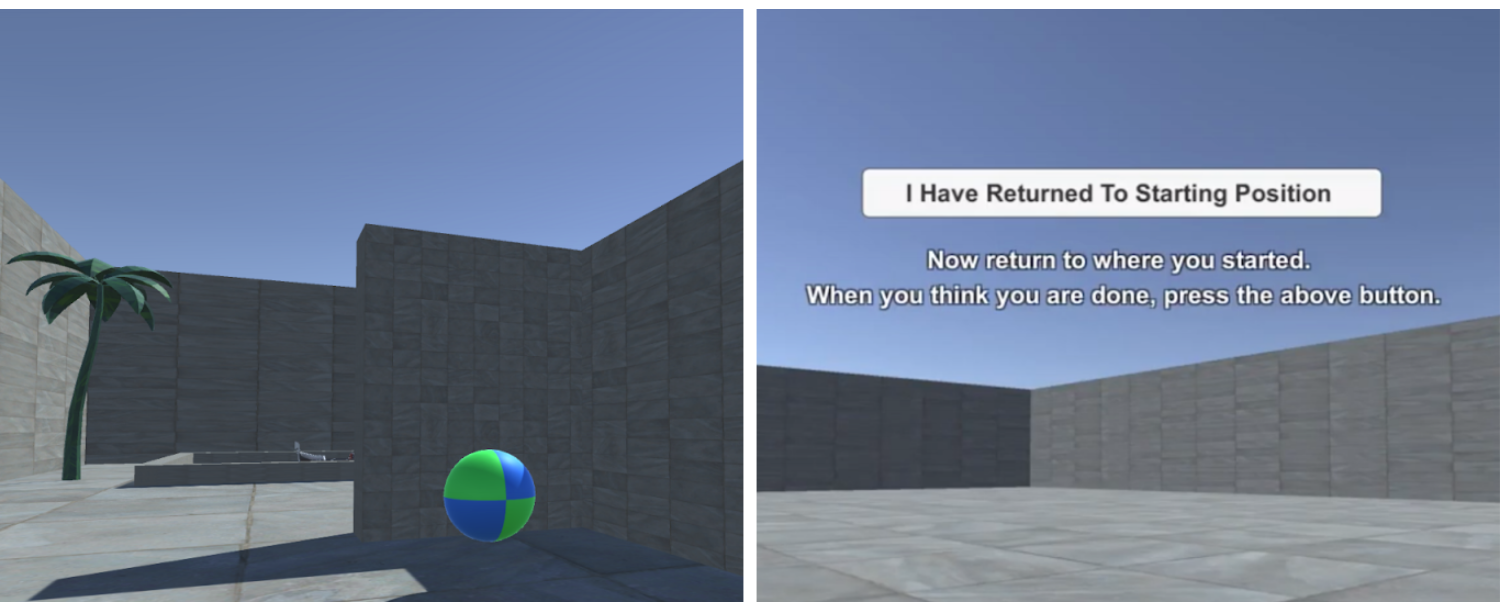 I Have Returned To Starting Position
Now return to where you started.
When you think you are done, press the above button.